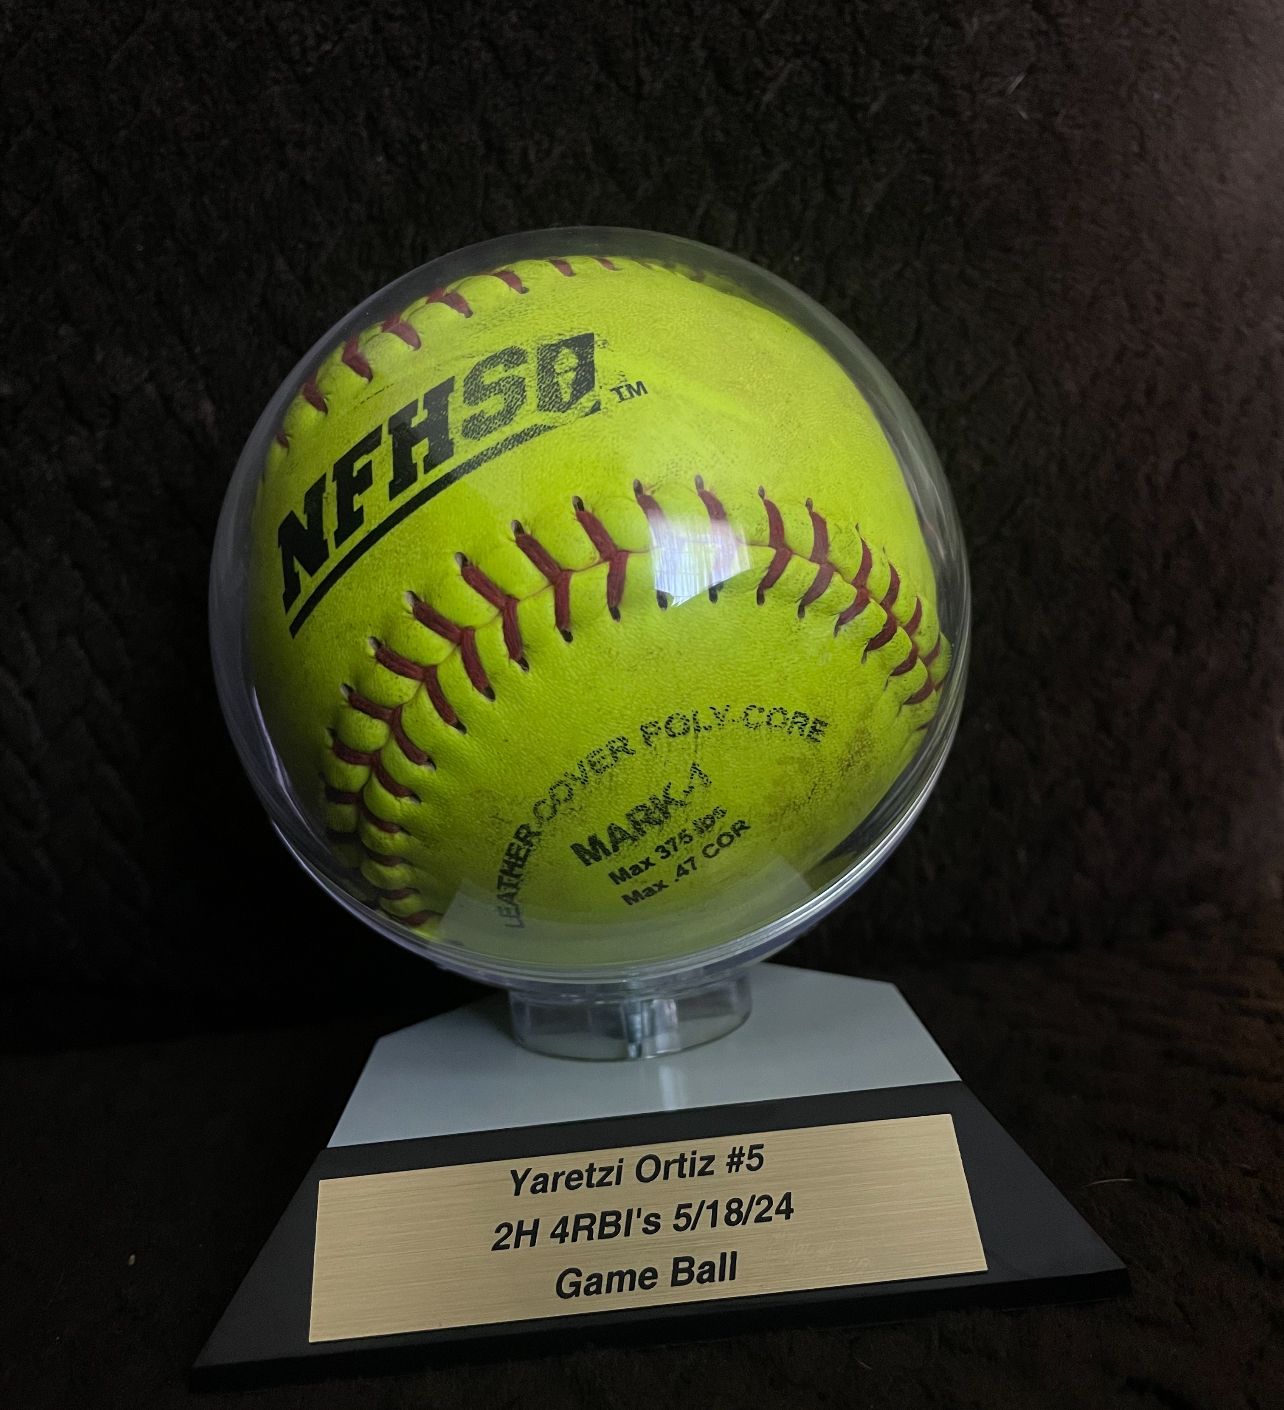 NFHS
TM
LEATHER COVER POLY-CORE
MARK-1
Max 375 lbs
Max .47 COR
Yaretzi Ortiz #5
2H 4RBI's 5/18/24
Game Ball